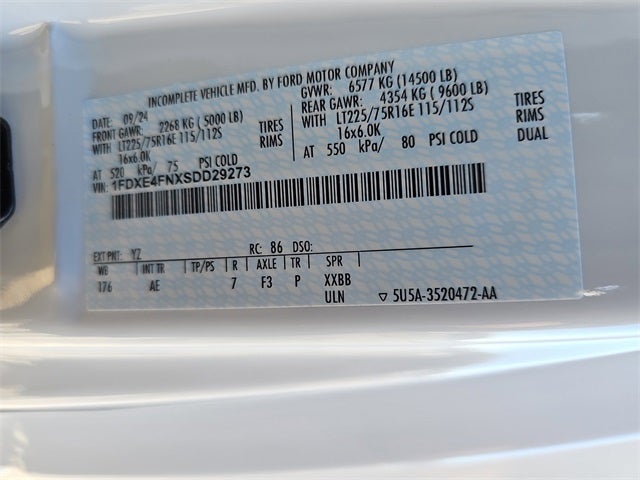 INCOMPLETE VEHICLE MFD. BY FORD MOTOR COMPANY
DATE: 09/24 GVWR: 6577 KG (14500 LB)
FRONT GAWR: 2268 KG (5000 LB) REAR GAWR: 4354 KG (9600 LB)
WITH LT225/75R16E 115/112S TIRES WITH LT225/75R16E 115/112S TIRES
16x6.0K RIMS 16x6.0K RIMS
AT 520 kPa/ 75 PSI COLD AT 550 kPa/ 80 PSI COLD DUAL
VIN: 1FDXE4FNXSDD29273
EXT PNT: YZ RC: 86 DSO:
WB INT TR TP/PS R AXLE TR SPR
176 AE 7 F3 P XXBB
ULN ▽ 5U5A-3520472-AA